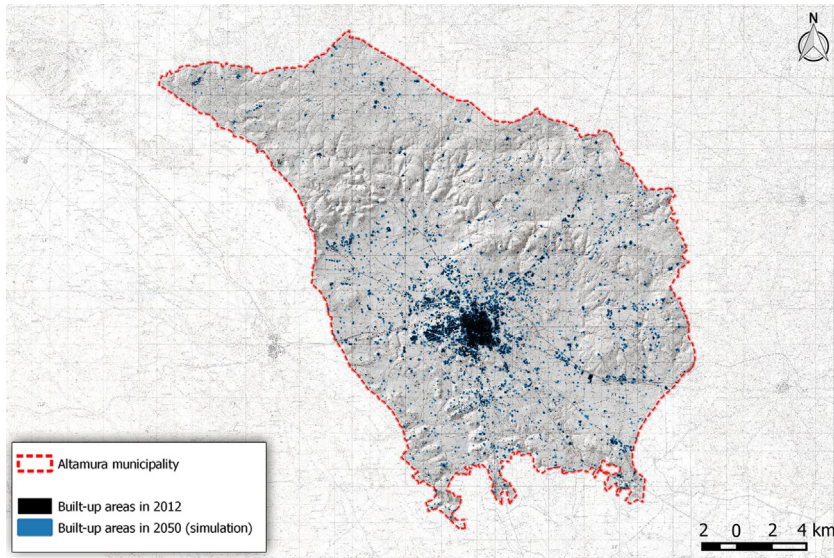 N
Altamura municipality
Built-up areas in 2012
Built-up areas in 2050 (simulation)
2 0 2 4 km